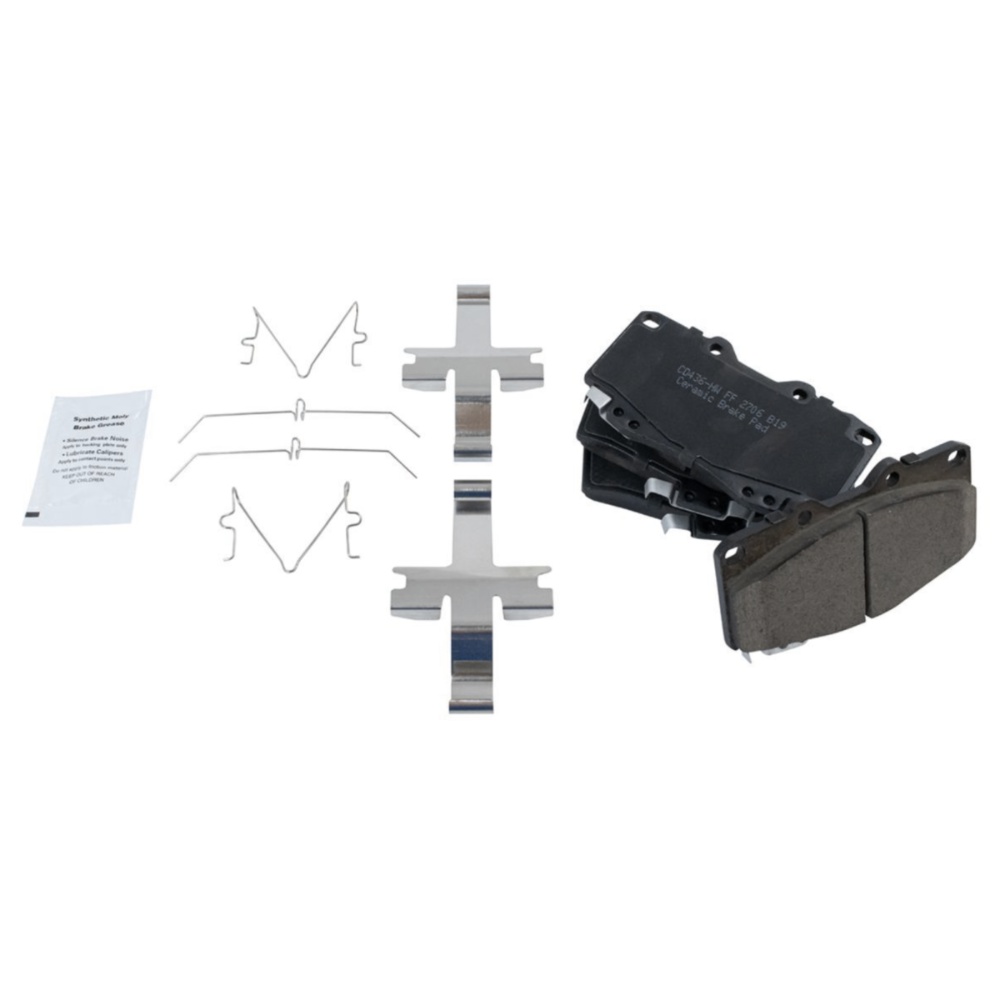 Synthetic Moly
Brake Grease
• Silence Brake Noise
Apply to backing plate only
• Lubricate Calipers
Apply to contact points only
Do not apply to friction material
KEEP OUT OF REACH
OF CHILDREN
CD436-MW FF 2706 B19
Ceramic Brake Pad